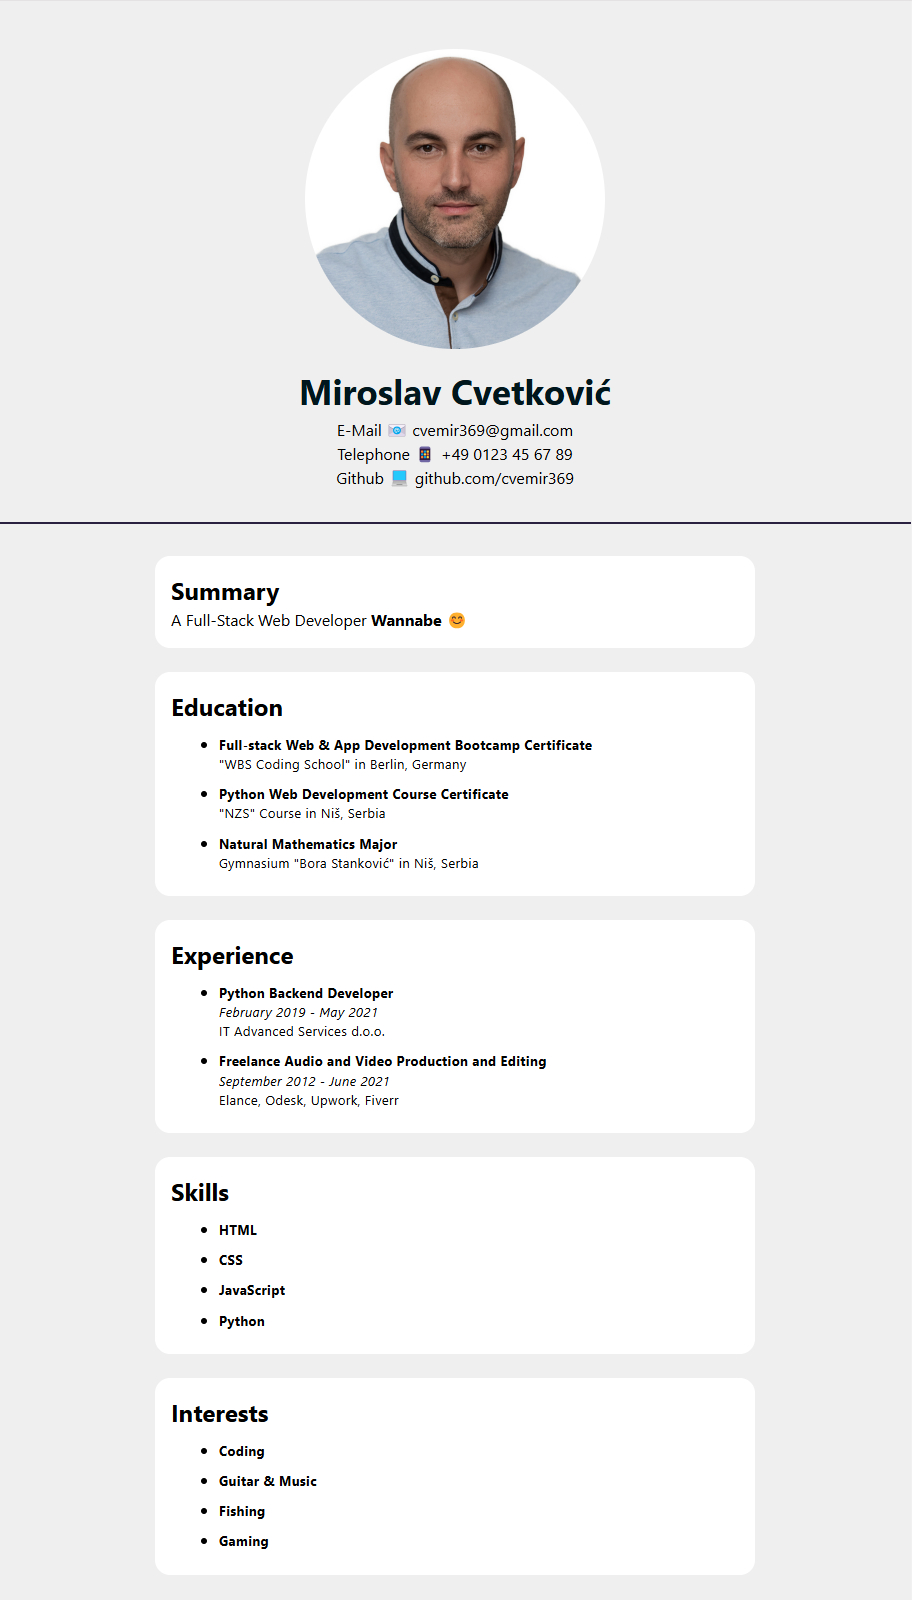 Miroslav Cvetković
E-Mail 📧 cvemir369@gmail.com
Telephone 📱 +49 0123 45 67 89
Github 💻 github.com/cvemir369
Summary
A Full-Stack Web Developer Wannabe 😊
Education
• Full-stack Web & App Development Bootcamp Certificate
"WBS Coding School" in Berlin, Germany
• Python Web Development Course Certificate
"NZS" Course in Niš, Serbia
• Natural Mathematics Major
Gymnasium "Bora Stanković" in Niš, Serbia
Experience
• Python Backend Developer
February 2019 - May 2021
IT Advanced Services d.o.o.
• Freelance Audio and Video Production and Editing
September 2012 - June 2021
Elance, Odesk, Upwork, Fiverr
Skills
• HTML
• CSS
• JavaScript
• Python
Interests
• Coding
• Guitar & Music
• Fishing
• Gaming